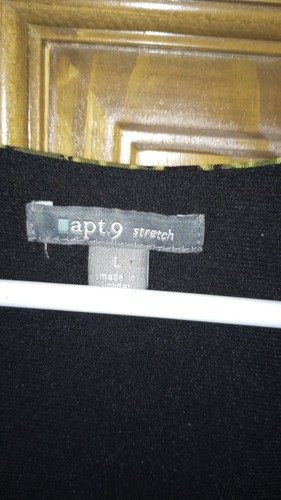 apt.9 stretch
L
made in